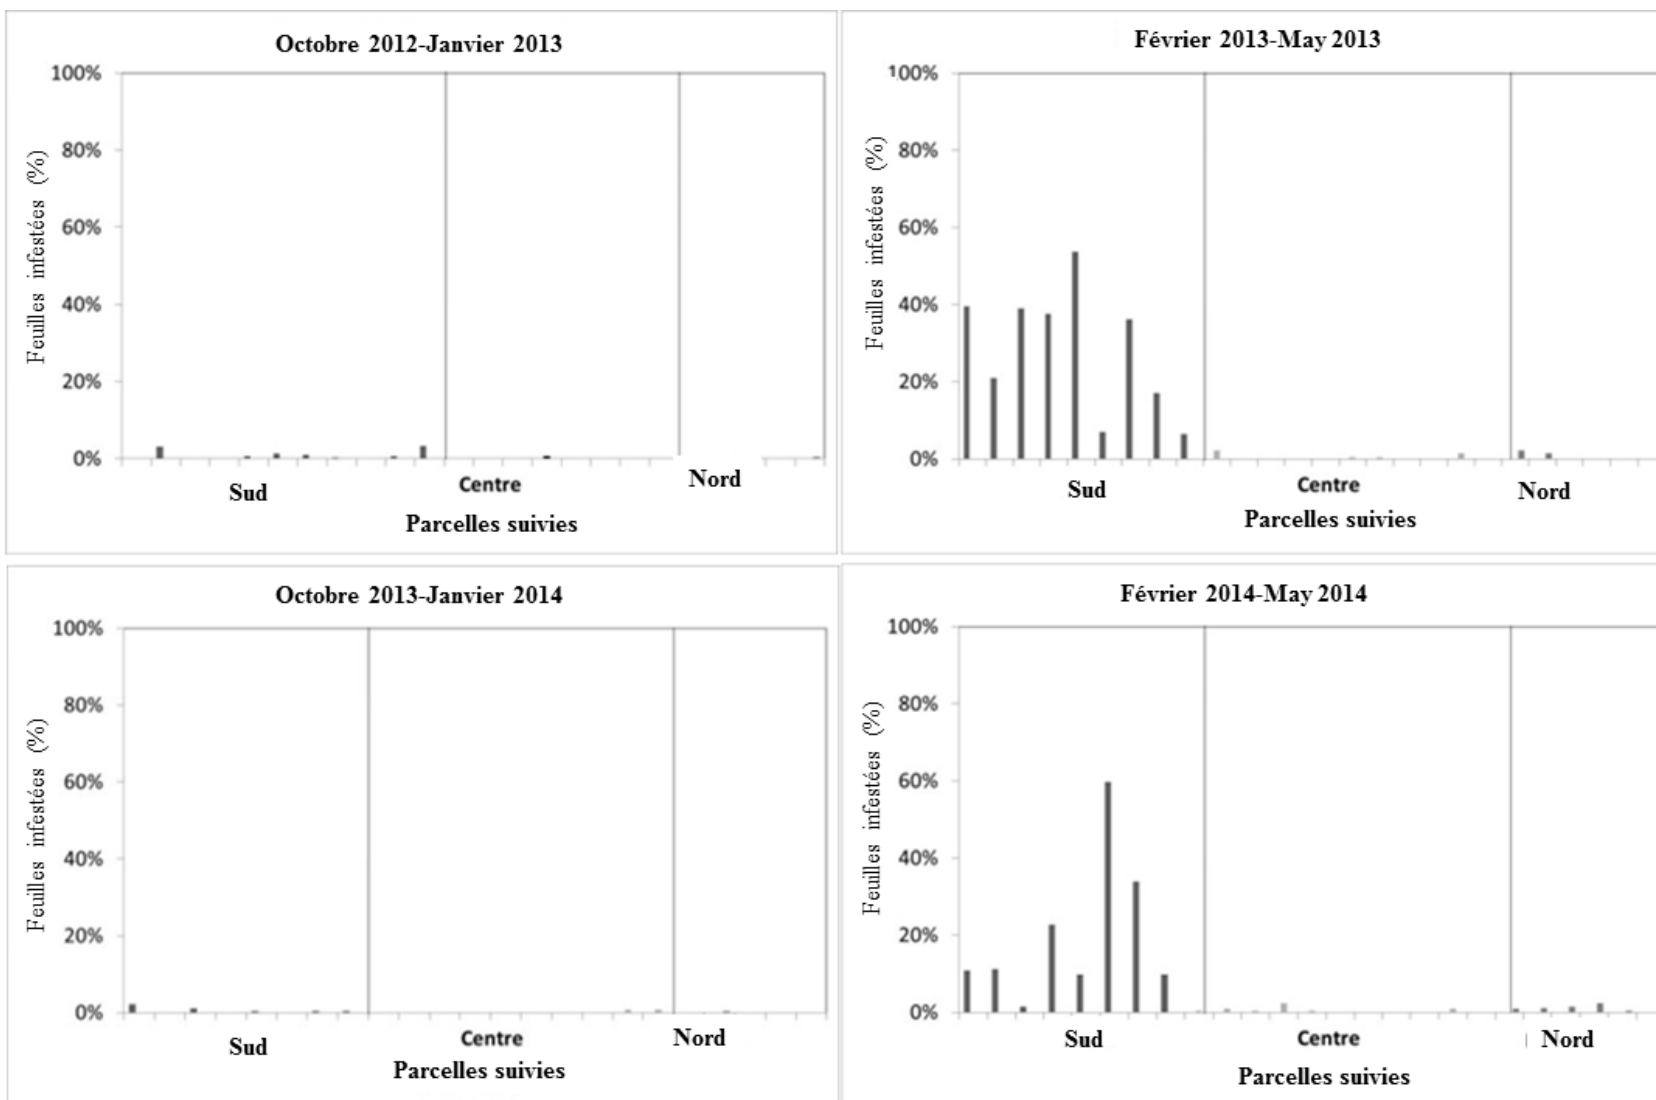 Octobre 2012-Janvier 2013
Feuilles infestées (%)
100%
80%
60%
40%
20%
0%
Sud Centre Nord
Parcelles suivies
Février 2013-May 2013
Feuilles infestées (%)
100%
80%
60%
40%
20%
0%
Sud Centre Nord
Parcelles suivies
Octobre 2013-Janvier 2014
Feuilles infestées (%)
100%
80%
60%
40%
20%
0%
Sud Centre Nord
Parcelles suivies
Février 2014-May 2014
Feuilles infestées (%)
100%
80%
60%
40%
20%
0%
Sud Centre Nord
Parcelles suivies